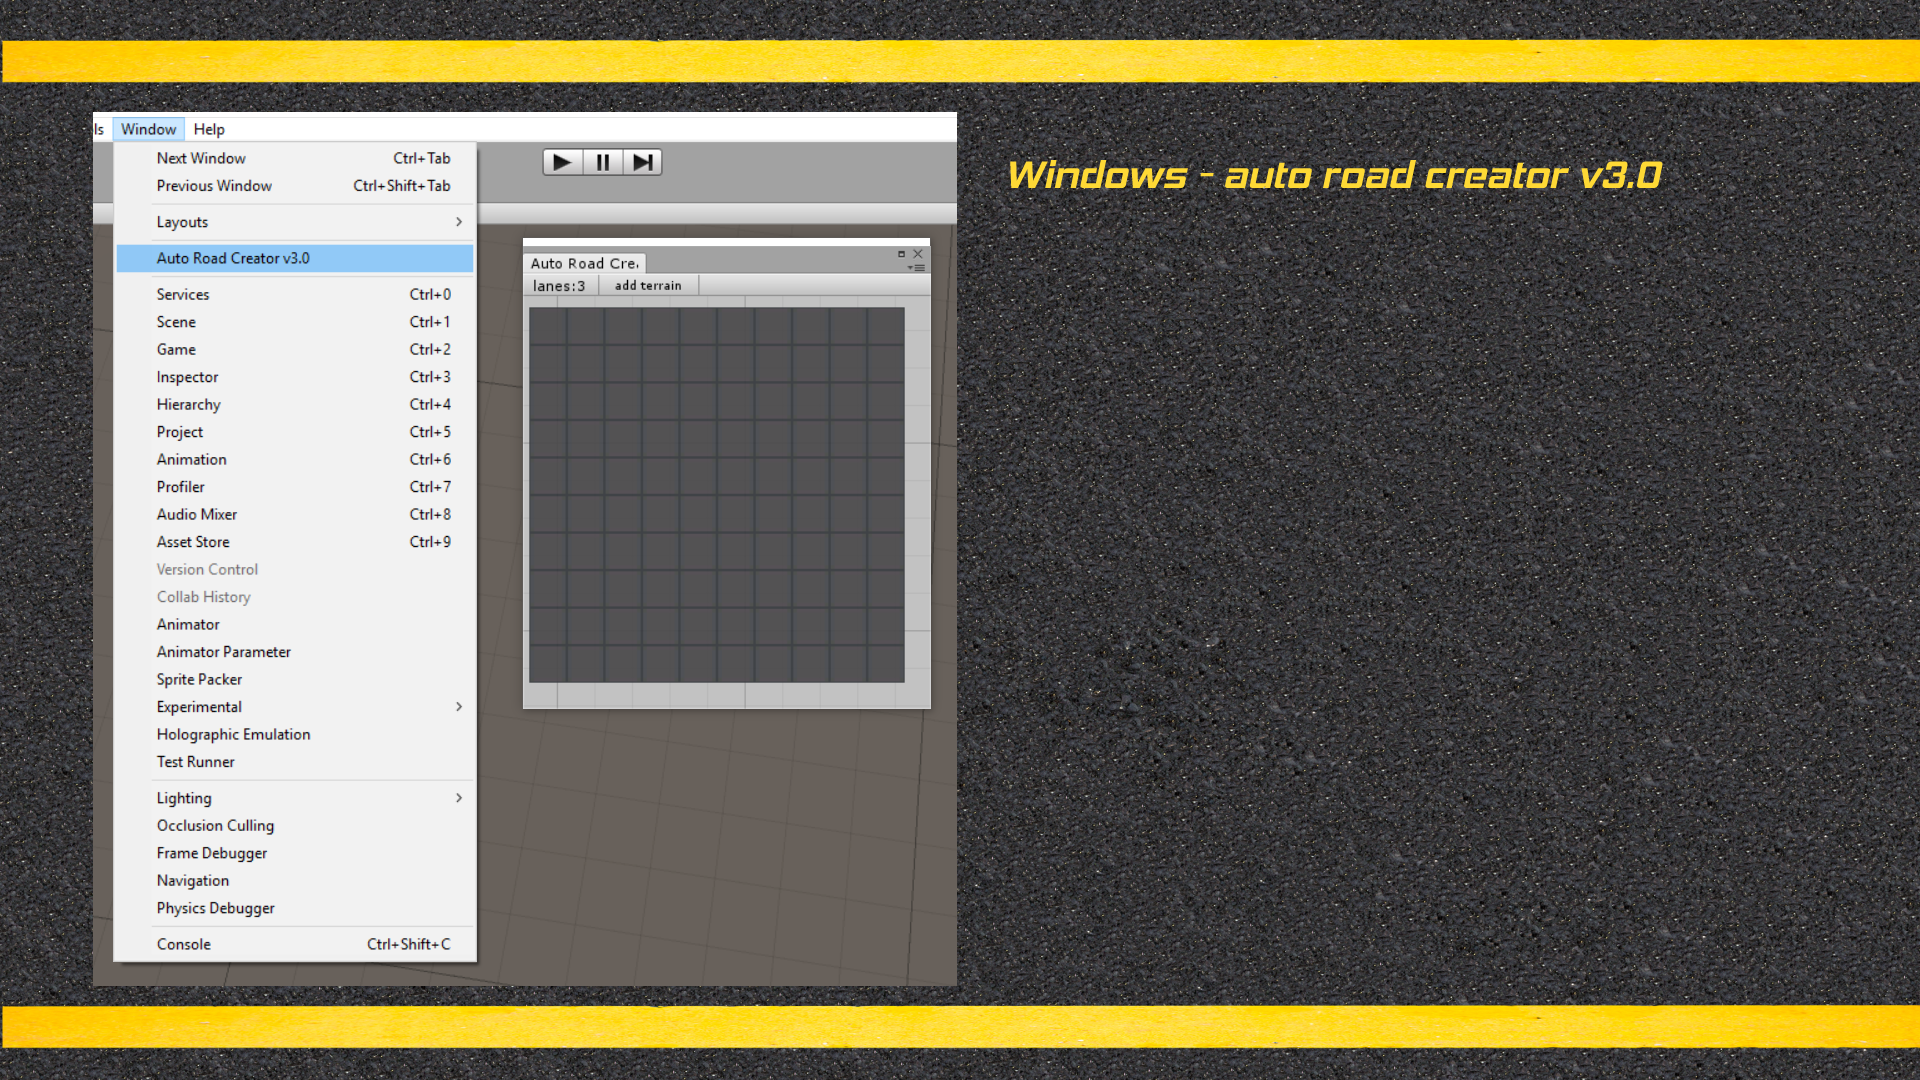 ls Window Help
Next Window Ctrl+Tab
Previous Window Ctrl+Shift+Tab
Layouts
Auto Road Creator v3.0
Services Ctrl+0
Scene Ctrl+1
Game Ctrl+2
Inspector Ctrl+3
Hierarchy Ctrl+4
Project Ctrl+5
Animation Ctrl+6
Profiler Ctrl+7
Audio Mixer Ctrl+8
Asset Store Ctrl+9
Version Control
Collab History
Animator
Animator Parameter
Sprite Packer
Experimental
Holographic Emulation
Test Runner
Lighting
Occlusion Culling
Frame Debugger
Navigation
Physics Debugger
Console Ctrl+Shift+C
Auto Road Cre
lanes:3 add terrain
Windows - auto road creator v3.0